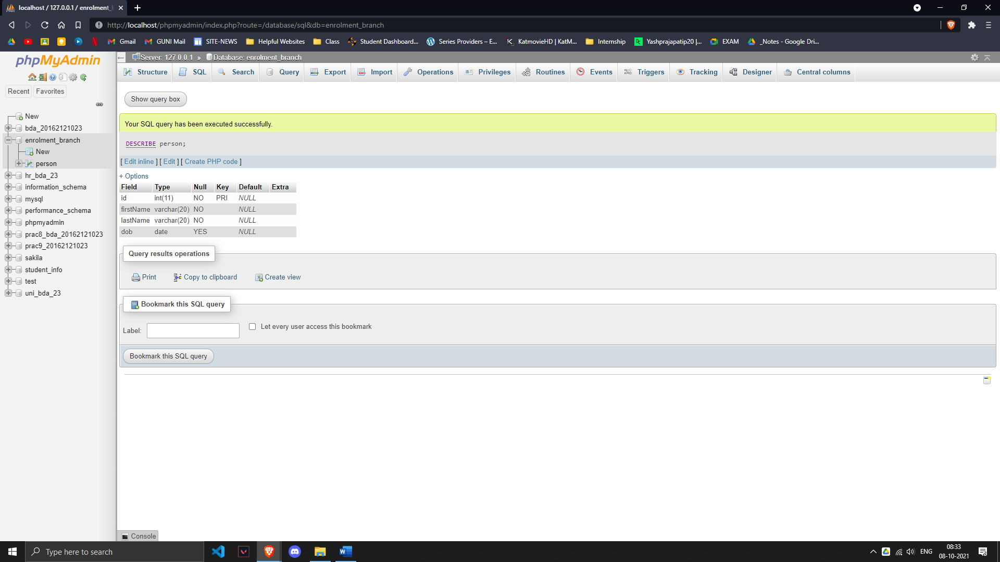 localhost / 127.0.0.1 / enrolment_
http://localhost/phpmyadmin/index.php?route=/database/sql&db=enrolment_branch
Gmail GUNI Mail SITE-NEWS Helpful Websites Class Student Dashboard... Series Providers – E... KatmovieHD | KatM... Internship Yashprajapatip20 |... EXAM _Notes - Google Dri...
phpMyAdmin
Recent Favorites
New
bda_20162121023
enrolment_branch
New
person
hr_bda_23
information_schema
mysql
performance_schema
phpmyadmin
prac8_bda_20162121023
prac9_20162121023
sakila
student_info
test
uni_bda_23
Server: 127.0.0.1 » Database: enrolment_branch
Structure SQL Search Query Export Import Operations Privileges Routines Events Triggers Tracking Designer Central columns
Show query box
Your SQL query has been executed successfully.
DESCRIBE person;
[ Edit inline ] [ Edit ] [ Create PHP code ]
+ Options
Field Type Null Key Default Extra
id int(11) NO PRI NULL
firstName varchar(20) NO NULL
lastName varchar(20) NO NULL
dob date YES NULL
Query results operations
Print Copy to clipboard Create view
Bookmark this SQL query
Label: Let every user access this bookmark
Bookmark this SQL query
Console
Type here to search
ENG
08:33
08-10-2021